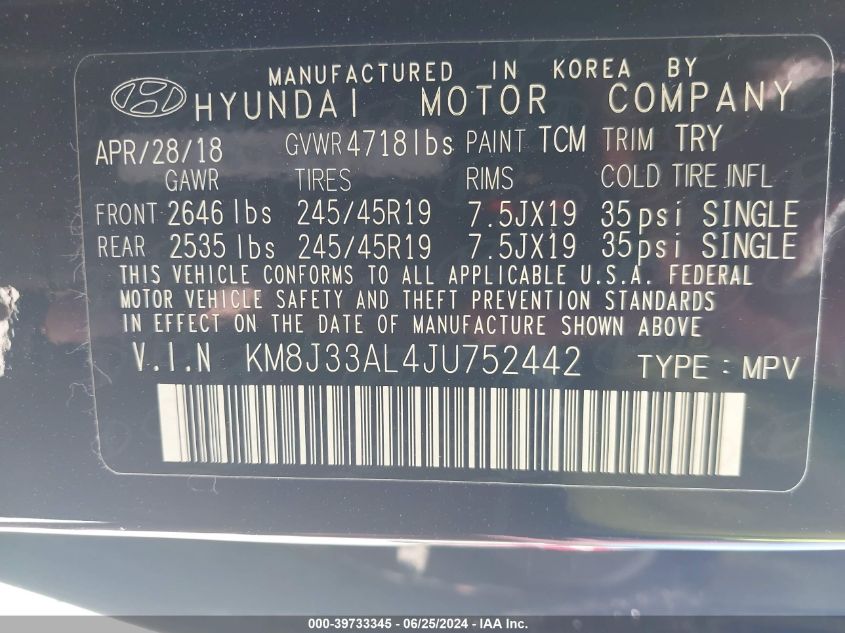 MANUFACTURED IN KOREA BY
HYUNDAI MOTOR COMPANY
APR/28/18 GVWR 4718 lbs PAINT TCM TRIM TRY
GAWR TIRES RIMS COLD TIRE INFL
FRONT 2646 lbs 245/45R19 7.5JX19 35psi SINGLE
REAR 2535 lbs 245/45R19 7.5JX19 35psi SINGLE
THIS VEHICLE CONFORMS TO ALL APPLICABLE U.S.A. FEDERAL
MOTOR VEHICLE SAFETY AND THEFT PREVENTION STANDARDS
IN EFFECT ON THE DATE OF MANUFACTURE SHOWN ABOVE
V.I.N KM8J33AL4JU752442 TYPE : MPV
000-39733345 - 06/25/2024 - IAA Inc.